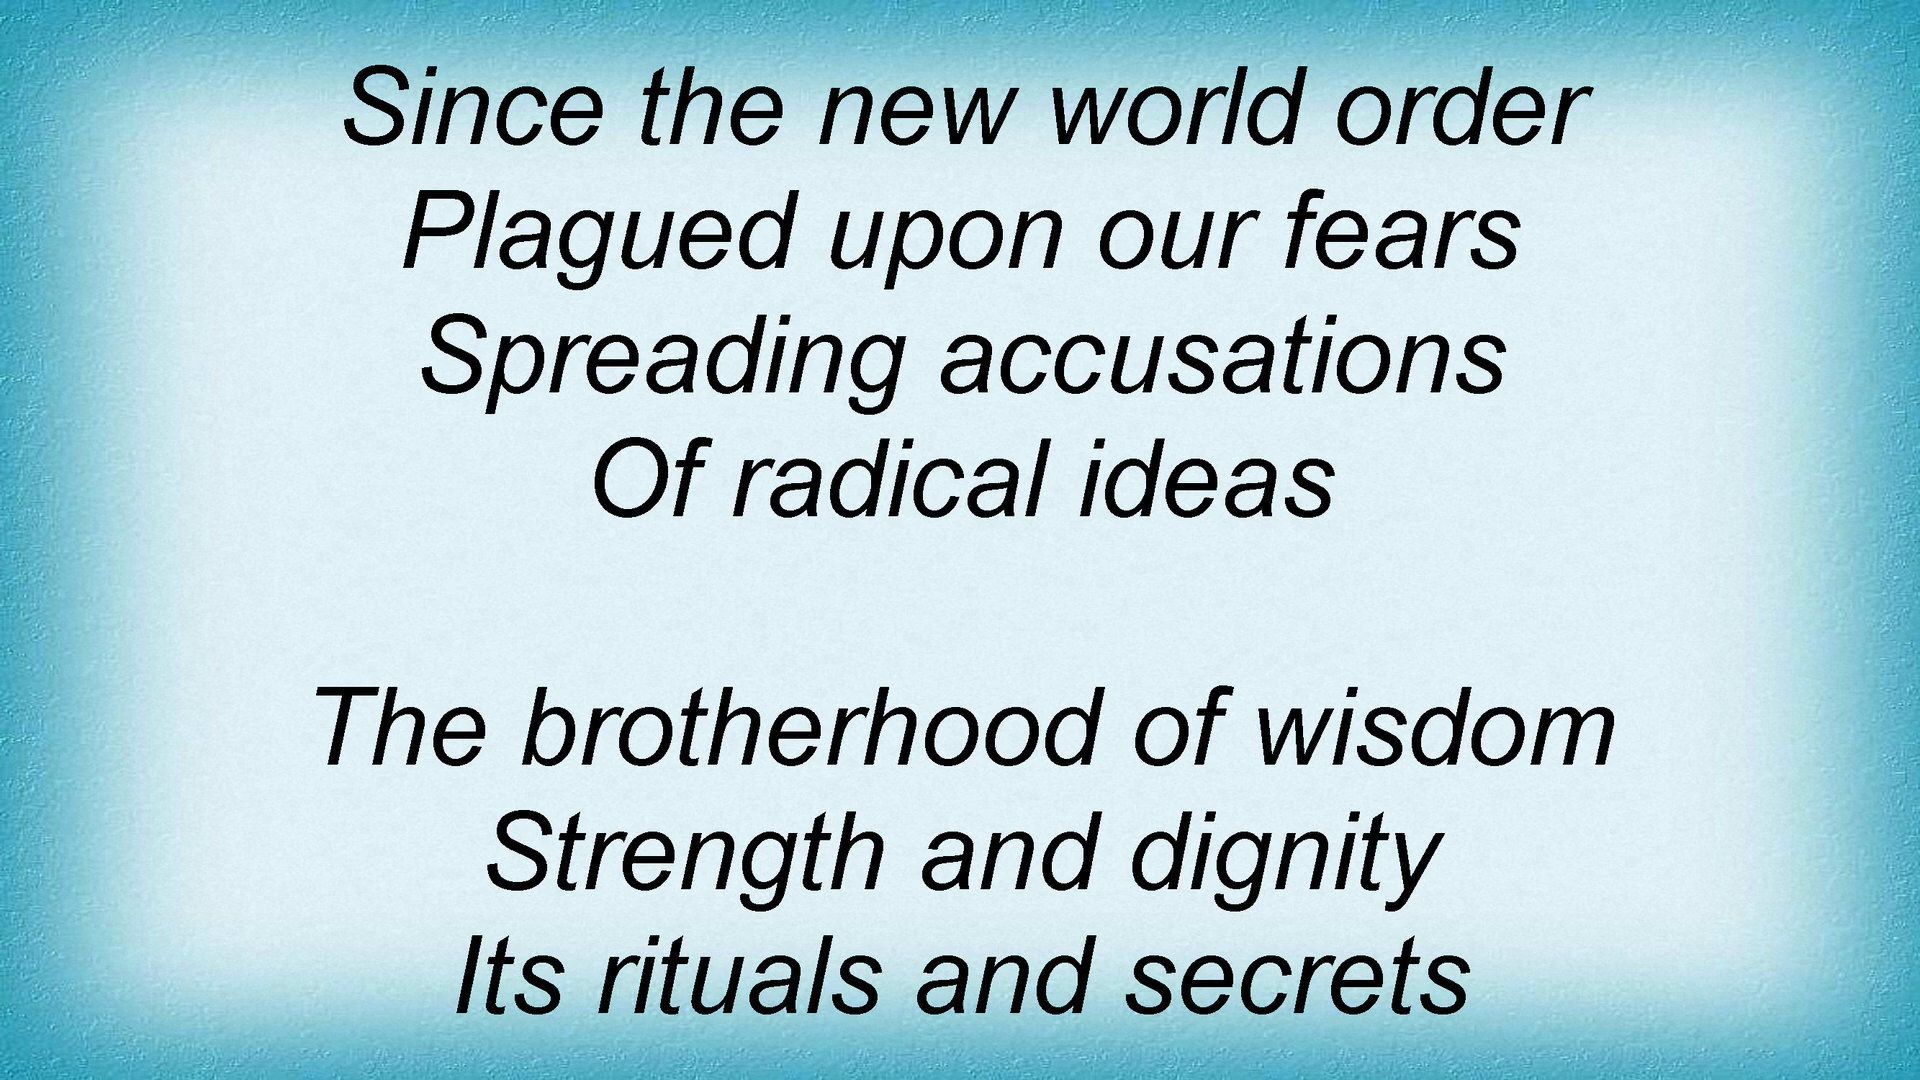 Since the new world order
Plagued upon our fears
Spreading accusations
Of radical ideas
The brotherhood of wisdom
Strength and dignity
Its rituals and secrets